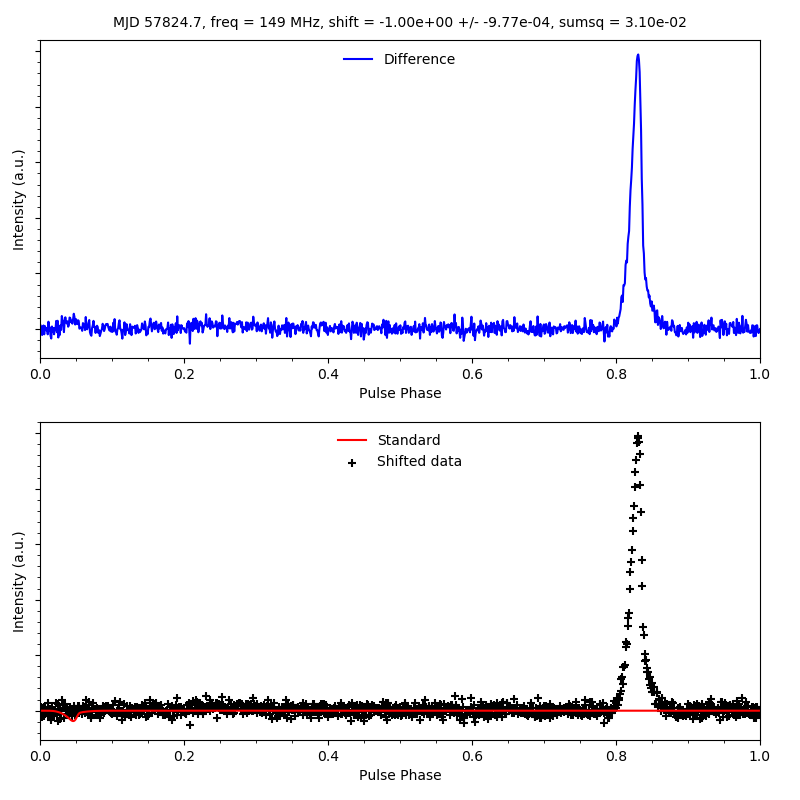 MJD 57824.7, freq = 149 MHz, shift = -1.00e+00 +/- -9.77e-04, sumsq = 3.10e-02
Difference
Intensity (a.u.)
0.0 0.2 0.4 0.6 0.8 1.0
Pulse Phase
Standard
Shifted data
Intensity (a.u.)
0.0 0.2 0.4 0.6 0.8 1.0
Pulse Phase